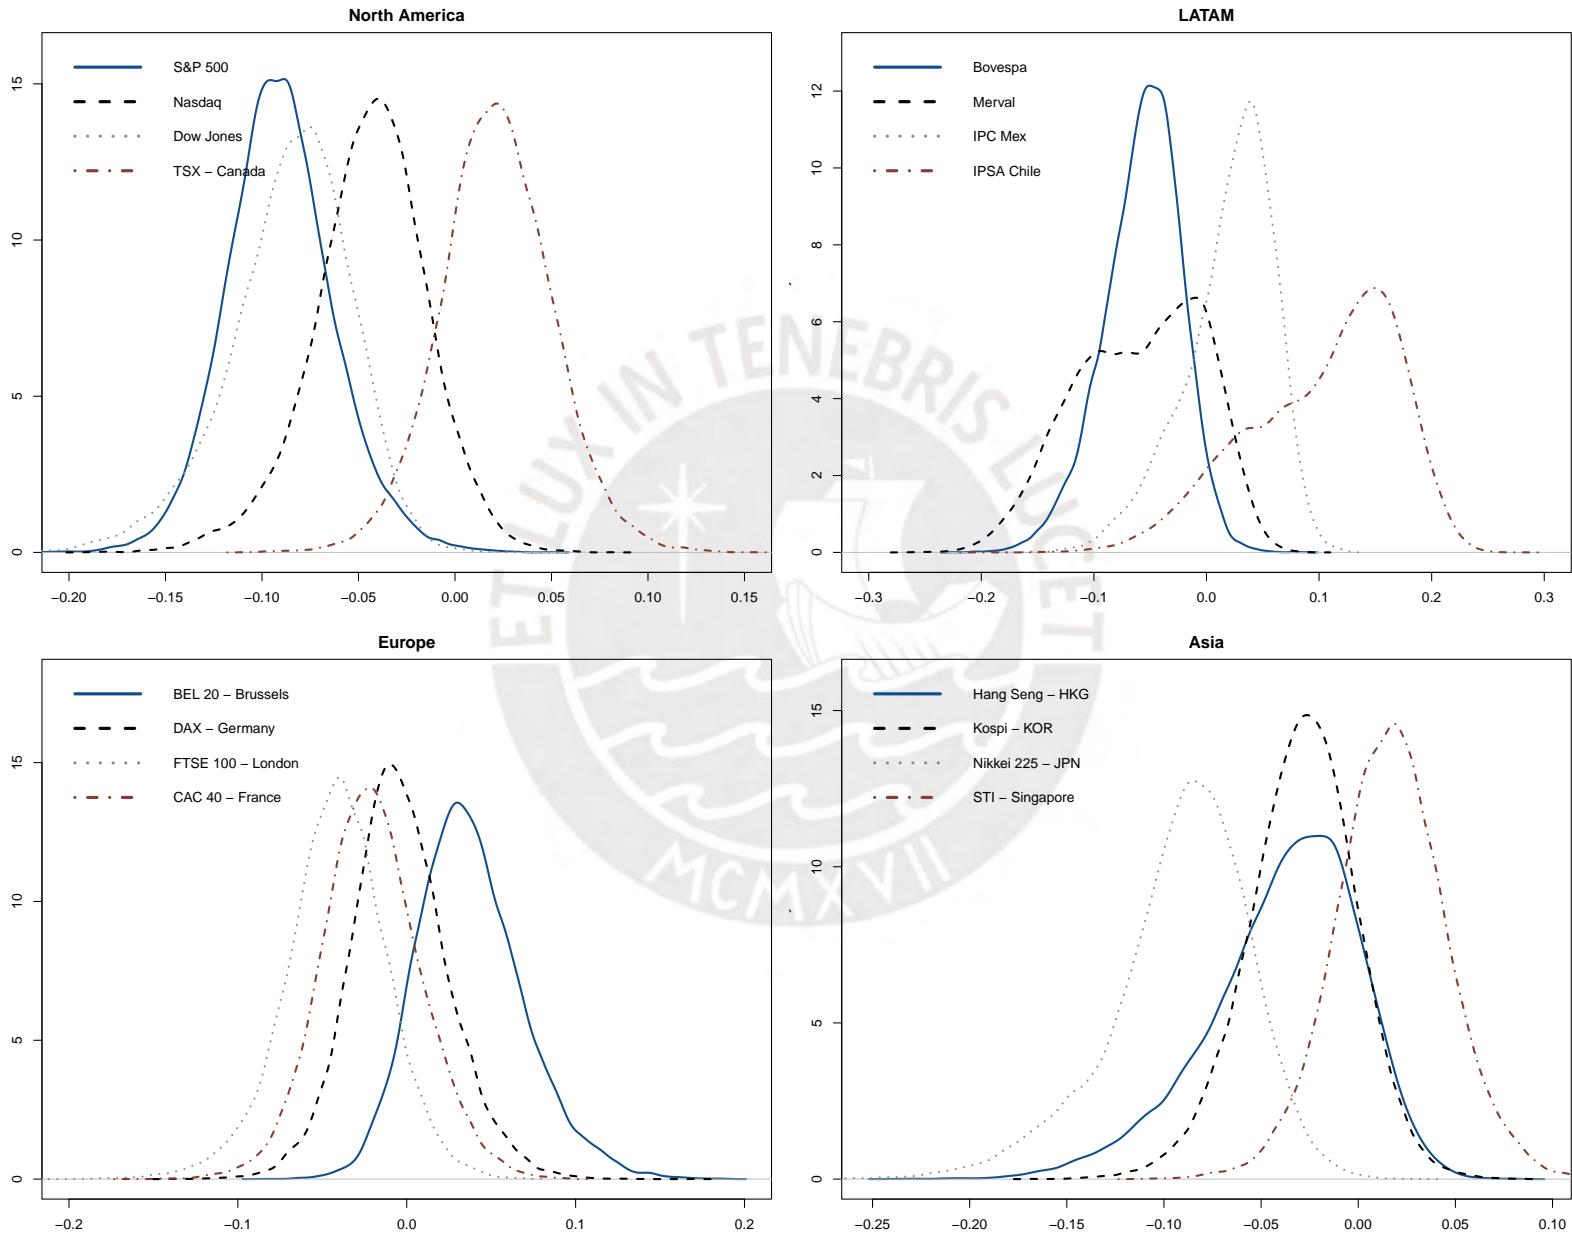 North America
S&P 500
Nasdaq
Dow Jones
TSX – Canada
0
5
10
15
−0.20 −0.15 −0.10 −0.05 0.00 0.05 0.10 0.15
LATAM
Bovespa
Merval
IPC Mex
IPSA Chile
0
2
4
6
8
10
12
−0.3 −0.2 −0.1 0.0 0.1 0.2 0.3
Europe
BEL 20 – Brussels
DAX – Germany
FTSE 100 – London
CAC 40 – France
0
5
10
15
−0.2 −0.1 0.0 0.1 0.2
Asia
Hang Seng – HKG
Kospi – KOR
Nikkei 225 – JPN
STI – Singapore
0
5
10
15
−0.25 −0.20 −0.15 −0.10 −0.05 0.00 0.05 0.10
ET LUX IN TENEBRIS LUCET
MCMXVII